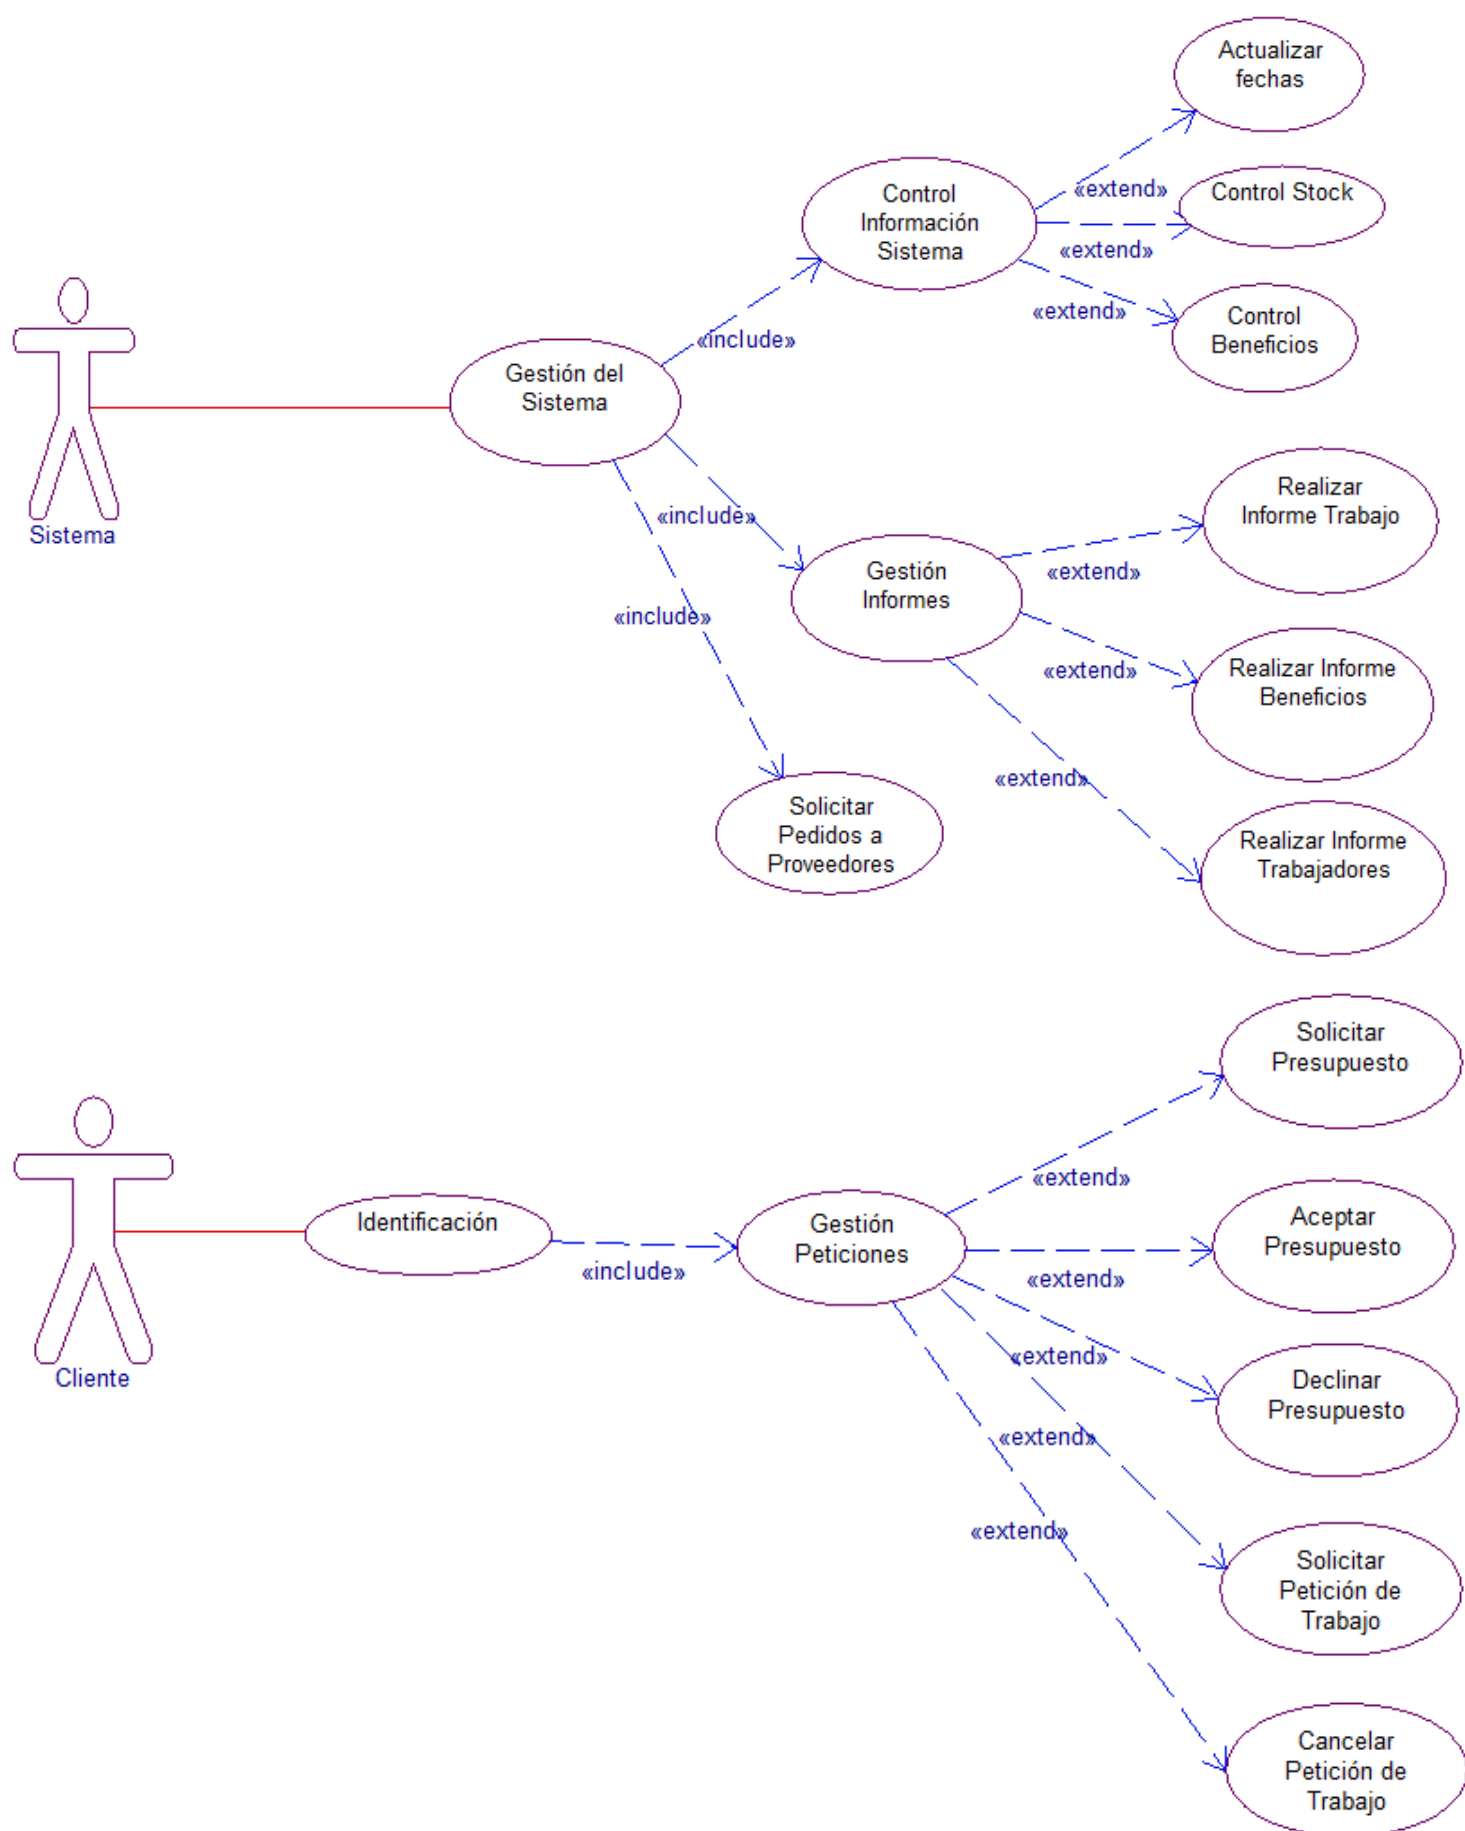 Actualizar
fechas
«extend»
Control Stock
Control
Información
Sistema
«extend»
«extend»
Control
Beneficios
«include»
Gestión del
Sistema
Sistema
Realizar
Informe Trabajo
«include»
«extend»
Gestión
Informes
«include»
«extend»
Realizar Informe
Beneficios
«extend»
Solicitar
Pedidos a
Proveedores
Realizar Informe
Trabajadores
Solicitar
Presupuesto
«extend»
Identificación
Gestión
Peticiones
Aceptar
Presupuesto
«include»
«extend»
Cliente
«extend»
Declinar
Presupuesto
«extend»
«extend»
Solicitar
Petición de
Trabajo
Cancelar
Petición de
Trabajo